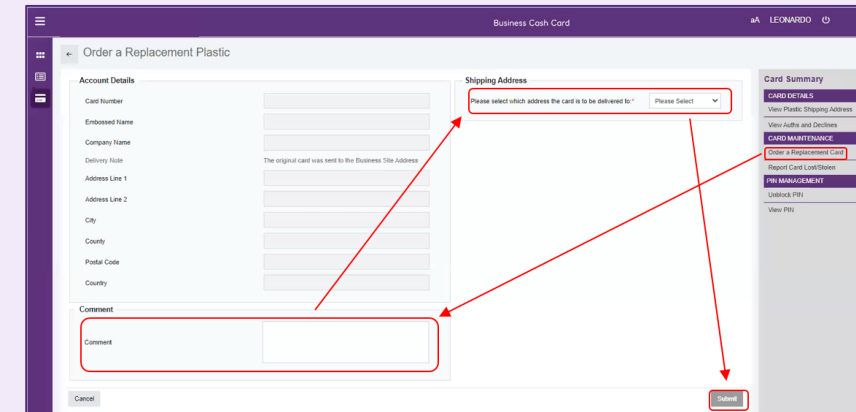 Business Cash Card
aA LEONARDO
Order a Replacement Plastic
Account Details
Card Number
Embossed Name
Company Name
Delivery Note The original card was sent to the Business Site Address
Address Line 1
Address Line 2
City
County
Postal Code
Country
Comment
Comment
Cancel
Shipping Address
Please select which address the card is to be delivered to:* Please Select
Submit
Card Summary
CARD DETAILS
View Plastic Shipping Address
View Auths and Declines
CARD MAINTENANCE
Order a Replacement Card
Report Card Lost/Stolen
PIN MANAGEMENT
Unblock PIN
View PIN